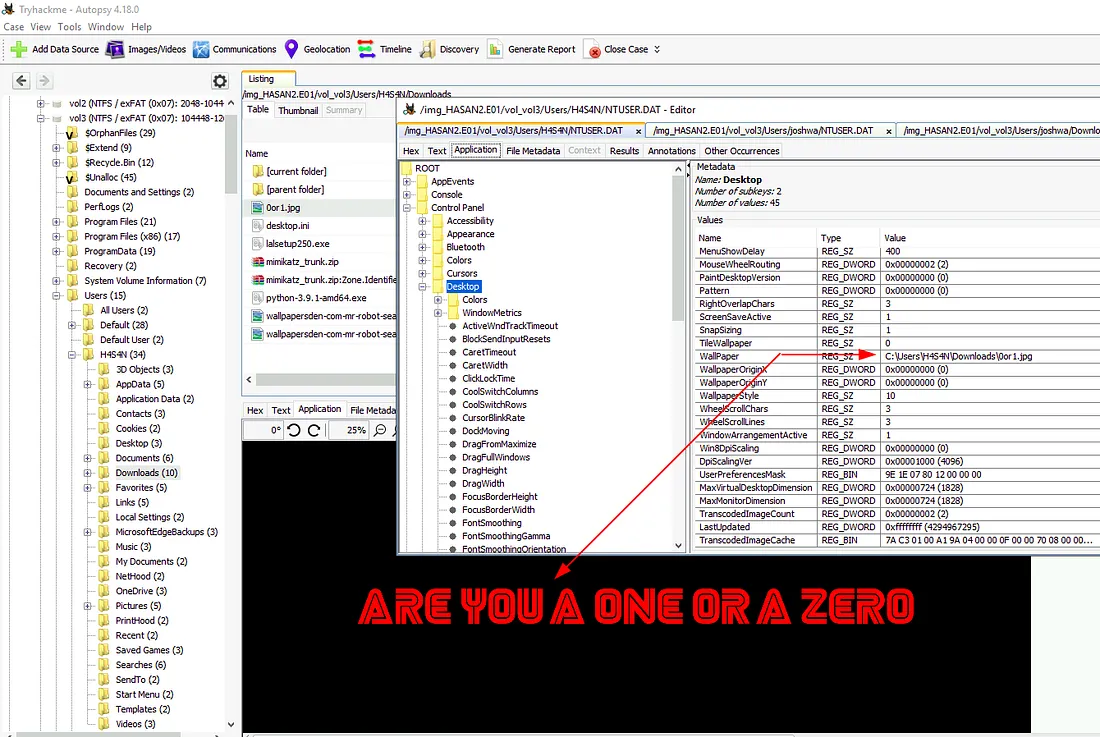 Tryhackme - Autopsy 4.18.0
Case View Tools Window Help
Add Data Source Images/Videos Communications Geolocation Timeline Discovery Generate Report Close Case
Listing
/img_HASAN2.E01/vol_vol3/Users/H4S4N/Downloads
Table Thumbnail Summary
Name
[current folder]
[parent folder]
0or1.jpg
desktop.ini
lalsetup250.exe
mimikatz_trunk.zip
mimikatz_trunk.zip:Zone.Identifie
python-3.9.1-amd64.exe
wallpapersden-com-mr-robot-sea
wallpapersden-com-mr-robot-sea
Hex Text Application File Metada
0° 25%
vol2 (NTFS / exFAT (0x07): 2048-1044
vol3 (NTFS / exFAT (0x07): 104448-12
$OrphanFiles (29)
$Extend (9)
$Recycle.Bin (12)
$Unalloc (45)
Documents and Settings (2)
PerfLogs (2)
Program Files (21)
Program Files (x86) (17)
ProgramData (19)
Recovery (2)
System Volume Information (7)
Users (15)
All Users (2)
Default (28)
Default User (2)
H4S4N (34)
3D Objects (3)
AppData (5)
Application Data (2)
Contacts (3)
Cookies (2)
Desktop (3)
Documents (6)
Downloads (10)
Favorites (5)
Links (5)
Local Settings (2)
MicrosoftEdgeBackups (3)
Music (3)
My Documents (2)
NetHood (2)
OneDrive (3)
Pictures (5)
PrintHood (2)
Recent (2)
Saved Games (3)
Searches (6)
SendTo (2)
Start Menu (2)
Templates (2)
Videos (3)
/img_HASAN2.E01/vol_vol3/Users/H4S4N/NTUSER.DAT - Editor
/img_HASAN2.E01/vol_vol3/Users/H4S4N/NTUSER.DAT x /img_HASAN2.E01/vol_vol3/Users/joshwa/NTUSER.DAT x /img_HASAN2.E01/vol_vol3/Users/joshwa/Downlo
Hex Text Application File Metadata Context Results Annotations Other Occurrences
ROOT
AppEvents
Console
Control Panel
Accessibility
Appearance
Bluetooth
Colors
Cursors
Desktop
Colors
WindowMetrics
ActiveWndTrackTimeout
BlockSendInputResets
CaretTimeout
CaretWidth
ClickLockTime
CoolSwitchColumns
CoolSwitchRows
CursorBlinkRate
DockMoving
DragFromMaximize
DragFullWindows
DragHeight
DragWidth
FocusBorderHeight
FocusBorderWidth
FontSmoothing
FontSmoothingGamma
FontSmoothingOrientation
Metadata
Name: Desktop
Number of subkeys: 2
Number of values: 45
Values
Name Type Value
MenuShowDelay REG_SZ 400
MouseWheelRouting REG_DWORD 0x00000002 (2)
PaintDesktopVersion REG_DWORD 0x00000000 (0)
Pattern REG_DWORD 0x00000000 (0)
RightOverlapChars REG_SZ 3
ScreenSaveActive REG_SZ 1
SnapSizing REG_SZ 1
TileWallpaper REG_SZ 0
WallPaper REG_SZ C:\Users\H4S4N\Downloads\0or1.jpg
WallpaperOriginX REG_DWORD 0x00000000 (0)
WallpaperOriginY REG_DWORD 0x00000000 (0)
WallpaperStyle REG_SZ 10
WheelScrollChars REG_SZ 3
WheelScrollLines REG_SZ 3
WindowArrangementActive REG_SZ 1
Win8DpiScaling REG_DWORD 0x00000000 (0)
DpiScalingVer REG_DWORD 0x00001000 (4096)
UserPreferencesMask REG_BIN 9E 1E 07 80 12 00 00 00
MaxVirtualDesktopDimension REG_DWORD 0x00000724 (1828)
MaxMonitorDimension REG_DWORD 0x00000724 (1828)
TranscodedImageCount REG_DWORD 0x00000002 (2)
LastUpdated REG_DWORD 0xffffffff (4294967295)
TranscodedImageCache REG_BIN 7A C3 01 00 A1 9A 04 00 00 0F 00 00 70 08 00 00...
ARE YOU A ONE OR A ZERO